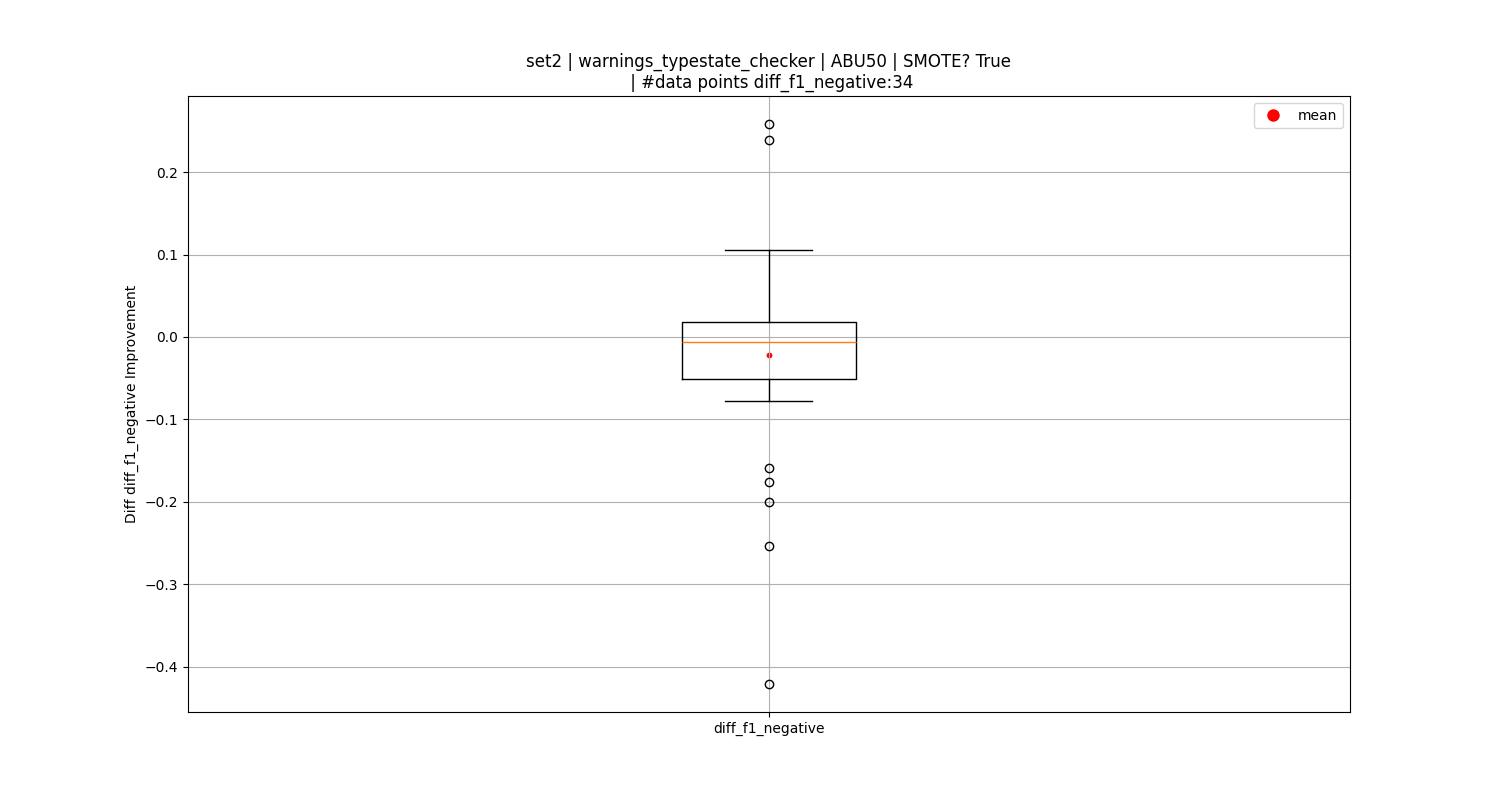 set2 | warnings_typestate_checker | ABU50 | SMOTE? True
| #data points diff_f1_negative:34
mean
0.2
0.1
0.0
−0.1
−0.2
−0.3
−0.4
Diff diff_f1_negative Improvement
diff_f1_negative